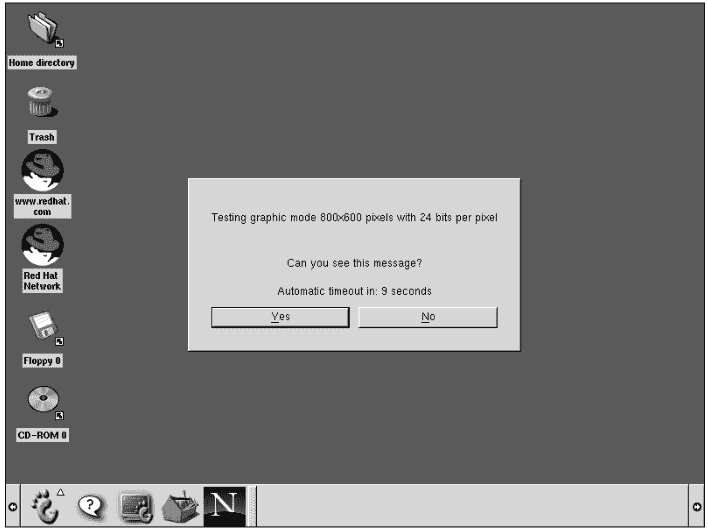 Home directory
Trash
www.redhat.
com
Red Hat
Network
Floppy 0
CD-ROM 0
Testing graphic mode 800x600 pixels with 24 bits per pixel
Can you see this message?
Automatic timeout in: 9 seconds
Yes
No
?
N